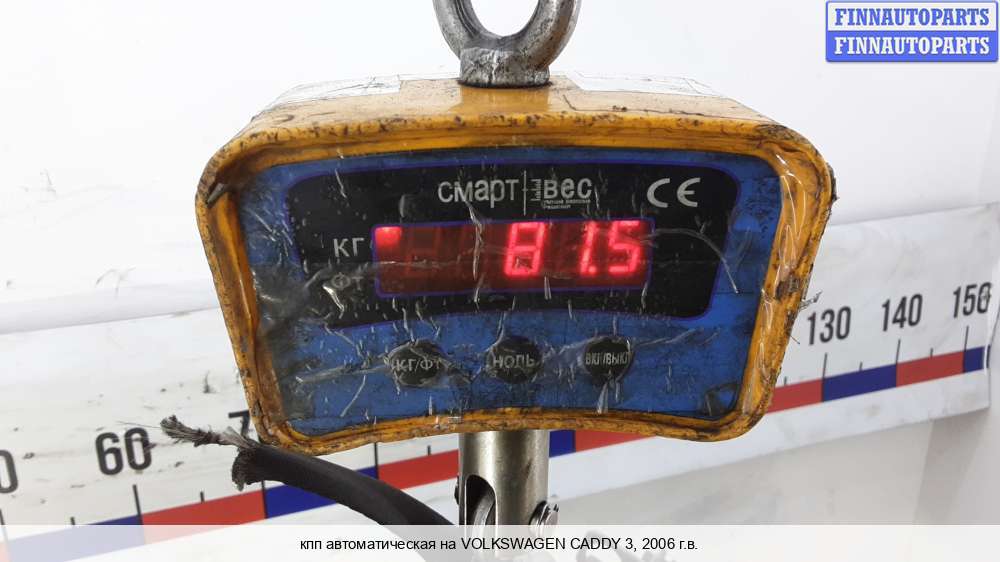 FINNAUTOPARTS
FINNAUTOPARTS
смарт вес
CE
КГ
ФТ
81.5
КГ/ФТ
НОЛЬ
ВКЛ/ВЫКЛ
130 140 150
60
кпп автоматическая на VOLKSWAGEN CADDY 3, 2006 г.в.